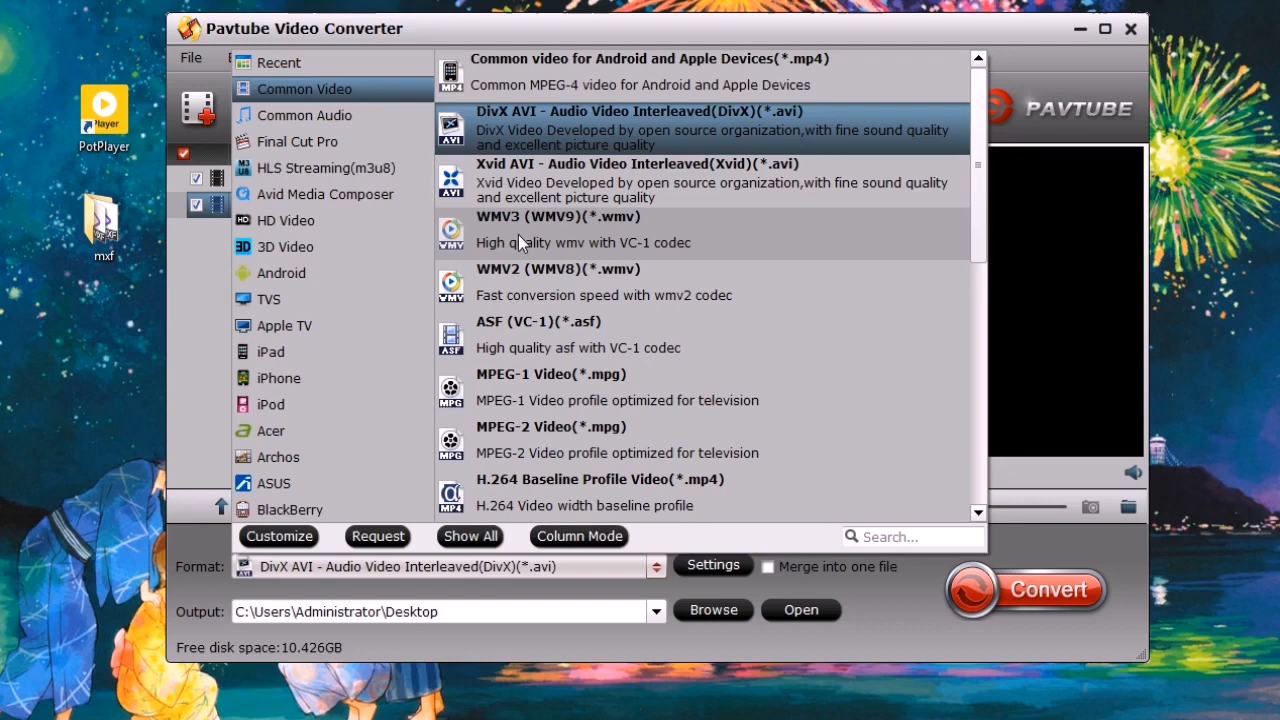 Pavtube Video Converter
File
Recent
Common Video
Common Audio
Final Cut Pro
HLS Streaming(m3u8)
Avid Media Composer
HD Video
3D Video
Android
TVS
Apple TV
iPad
iPhone
iPod
Acer
Archos
ASUS
BlackBerry
Common video for Android and Apple Devices(*.mp4)
Common MPEG-4 video for Android and Apple Devices
DivX AVI - Audio Video Interleaved(DivX)(*.avi)
DivX Video Developed by open source organization,with fine sound quality
and excellent picture quality
Xvid AVI - Audio Video Interleaved(Xvid)(*.avi)
Xvid Video Developed by open source organization,with fine sound quality
and excellent picture quality
WMV3 (WMV9)(*.wmv)
High quality wmv with VC-1 codec
WMV2 (WMV8)(*.wmv)
Fast conversion speed with wmv2 codec
ASF (VC-1)(*.asf)
High quality asf with VC-1 codec
MPEG-1 Video(*.mpg)
MPEG-1 Video profile optimized for television
MPEG-2 Video(*.mpg)
MPEG-2 Video profile optimized for television
H.264 Baseline Profile Video(*.mp4)
H.264 Video width baseline profile
MP4
AVI
AVI
WMV
WMV
ASF
MPG
MPG
MP4
PAVTUBE
Player
PotPlayer
mxf
Customize Request Show All Column Mode Search...
Format: DivX AVI - Audio Video Interleaved(DivX)(*.avi) Settings Merge into one file
Convert
Output: C:\Users\Administrator\Desktop Browse Open
Free disk space:10.426GB